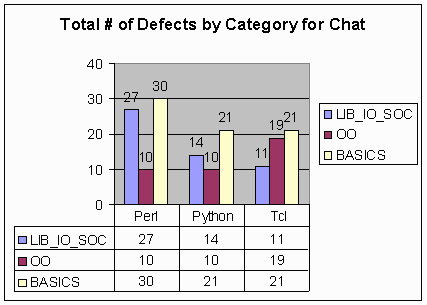 Total # of Defects by Category for Chat
40
30
20
10
0
27
10
30
14
10
21
11
19
21
LIB_IO_SOC
OO
BASICS
Perl Python Tcl
LIB_IO_SOC 27 14 11
OO 10 10 19
BASICS 30 21 21